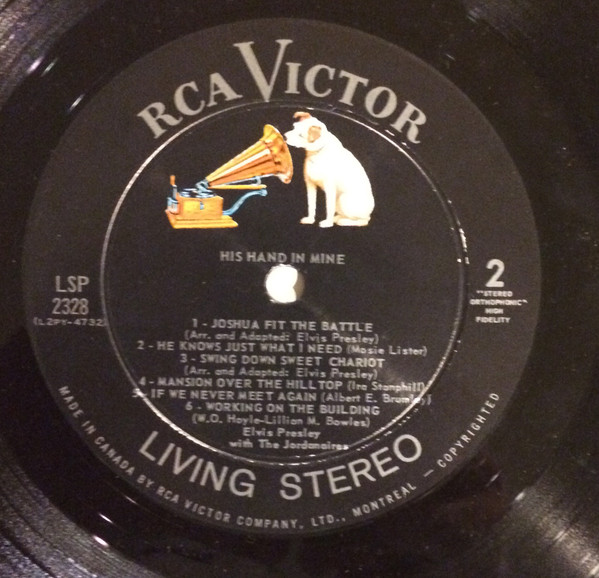 RCA VICTOR
HIS HAND IN MINE
LSP
2328
(L2PY-4732)
2
"STEREO
ORTHOPHONIC"
HIGH
FIDELITY
1 - JOSHUA FIT THE BATTLE
(Arr. and Adapted: Elvis Presley)
2 - HE KNOWS JUST WHAT I NEED (Mosie Lister)
3 - SWING DOWN SWEET CHARIOT
(Arr. and Adapted: Elvis Presley)
4 - MANSION OVER THE HILLTOP (Ira Stanphill)
5 - IF WE NEVER MEET AGAIN (Albert E. Brumley)
6 - WORKING ON THE BUILDING
(W.O. Hoyle-Lillian M. Bowles)
Elvis Presley
with The Jordanaires
LIVING STEREO
MADE IN CANADA BY RCA VICTOR COMPANY, LTD., MONTREAL — COPYRIGHTED